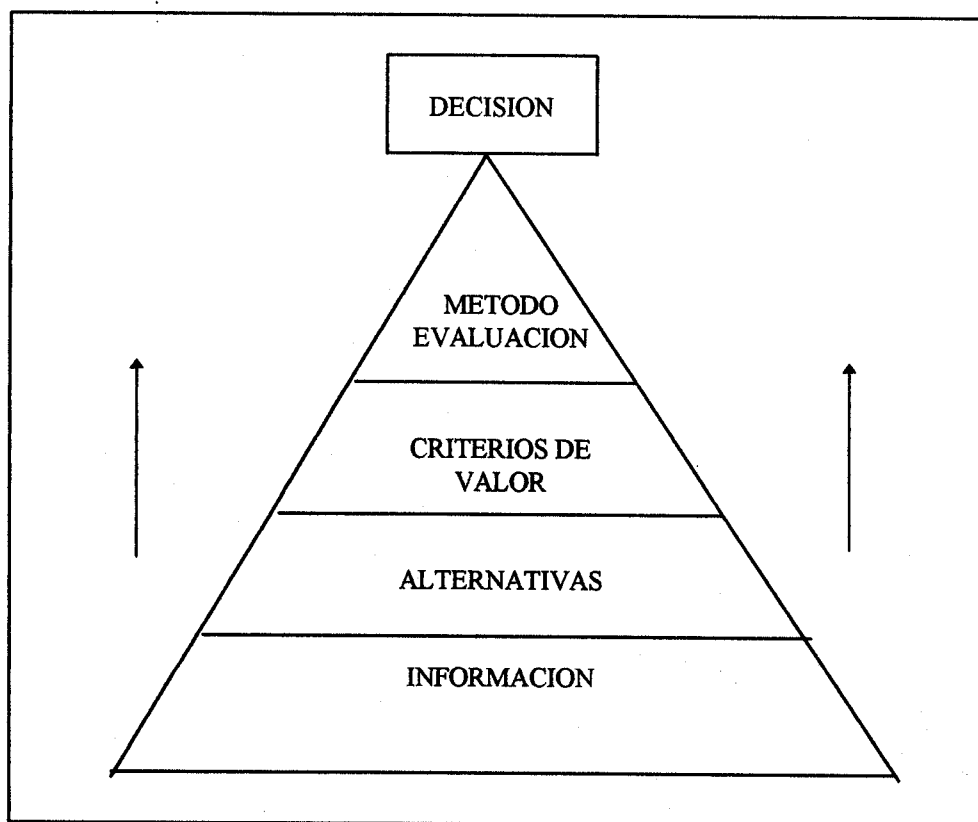 DECISION
METODO
EVALUACION
CRITERIOS DE
VALOR
ALTERNATIVAS
INFORMACION